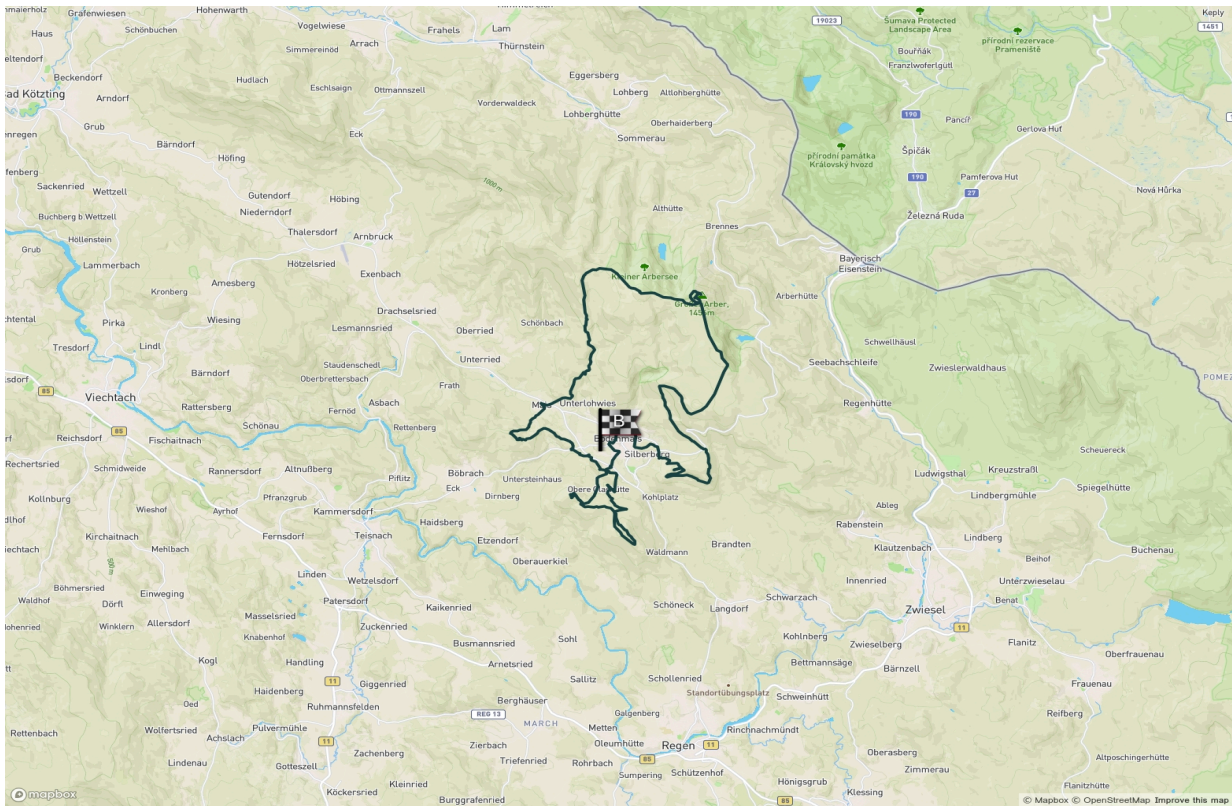 Grafenwiesen
Hohenwarth
Haus
Schönbuchen
Vogelwiese
Frahels
Lam
Simmereinöd
Arrach
Thürnstein
Beckendorf
Hudlach
Eschlsaign
Ottmannszell
Eggersberg
Lohberg
Altlohberghütte
Arndorf
Vorderwaldeck
Lohberghütte
Oberhaiderberg
Sommerau
Grub
Bärndorf
Eck
Höfing
Sackenried
Wettzell
Gutendorf
Höbing
1000 m
Niederndorf
Buchberg b.Wettzell
Höllenstein
Thalersdorf
Arnbruck
Althütte
Brennes
Grub
Lammerbach
Hötzelsried
Exenbach
Kleiner Arbersee
Amesberg
Kronberg
Drachselsried
Arberhütte
Pirka
Wiesing
Lesmannsried
Oberried
Schönbach
Tresdorf
Lindl
Unterried
Staudenschedl
Oberbrettersbach
Bärndorf
Frath
85
Viechtach
Rattersberg
Fernöd
Asbach
Mais
Unterlohwies
Schönau
Rettenberg
B
Reichsdorf
85
Fischaitnach
Bodenmais
Silberberg
Schmidweide
Rannersdorf
Altnußberg
Piflitz
Böbrach
Untersteinhaus
Eck
Dirnberg
Obere Glashütte
Kohlplatz
Kollnburg
Wieshof
Ayrhof
Pfranzgrub
Kammersdorf
Haidsberg
Kirchaitnach
Mehlbach
Fernsdorf
Teisnach
Etzendorf
Waldmann
Brandten
Oberauerkiel
Böhmersried
Einweging
Linden
Wetzelsdorf
Waldhof
Dörfl
Patersdorf
Kaikenried
Schöneck
Langdorf
Schwarzach
Winklern
Allersdorf
Masselsried
Zuckenried
Knabenhof
Busmannsried
Sohl
Kohlnberg
Kogl
Handling
Arnetsried
Bettmannsäge
Haidenberg
11
Giggenried
Sallitz
Schollenried
Standortübungsplatz
Schweinhütt
Oed
Ruhmannsfelden
Berghäuser
Wolfertsried
Pulvermühle
REG 13
MARCH
Galgenberg
Metten
Rinchnachmündt
Rettenbach
Achslach
11
Zachenberg
Zierbach
Oleumhütte
Regen
11
Lindenau
Gotteszell
Triefenried
Rohrbach
85
Sumpering
Schützenhof
Kleinried
Hönigsgrub
Köckersried
Burggrafenried
85
Klessing
19023
Šumava Protected
Landscape Area
Keply
1451
přírodní rezervace
Prameniště
Bouřňák
Franzlwoferlgütl
190
Pancíř
Gerlova Huť
přírodní památka
Královský hvozd
Špičák
190
Pamferova Huť
27
Nová Hůrka
Železná Ruda
Bayerisch
Eisenstein
Schwellhäusl
Seebachschleife
Zwieslerwaldhaus
Regenhütte
Scheuereck
Ludwigsthal
Kreuzstraßl
Lindbergmühle
Spiegelhütte
Ableg
Rabenstein
Lindberg
Klautzenbach
Buchenau
Beihof
Innenried
Unterzwieselau
Benat
Zwiesel
11
Flanitz
Zwieselberg
Oberfrauenau
Bärnzell
Frauenau
Reifberg
Oberasberg
Altposchingerhütte
Zimmerau
Flanitzhütte
mapbox
© Mapbox © OpenStreetMap Improve this map